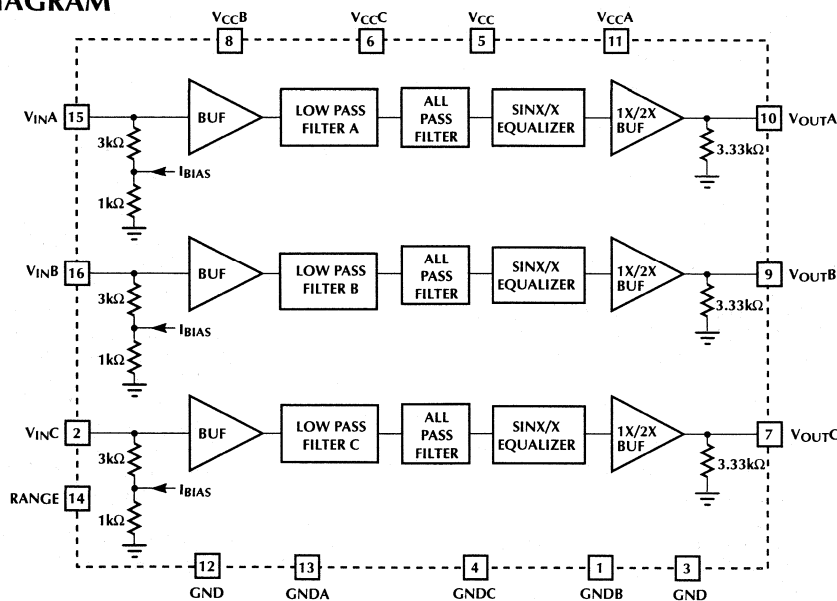 AGRAM
VCCB VCCC VCC VCCA
8 6 5 11
VINA 15 BUF LOW PASS FILTER A ALL PASS FILTER SINX/X EQUALIZER 1X/2X BUF 10 VOUTA
3kΩ 3.33kΩ
IBIAS
1kΩ
VINB 16 BUF LOW PASS FILTER B ALL PASS FILTER SINX/X EQUALIZER 1X/2X BUF 9 VOUTB
3kΩ 3.33kΩ
IBIAS
1kΩ
VINC 2 BUF LOW PASS FILTER C ALL PASS FILTER SINX/X EQUALIZER 1X/2X BUF 7 VOUTC
3kΩ 3.33kΩ
IBIAS
RANGE 14
1kΩ
12 13 4 1 3
GND GNDA GNDC GNDB GND